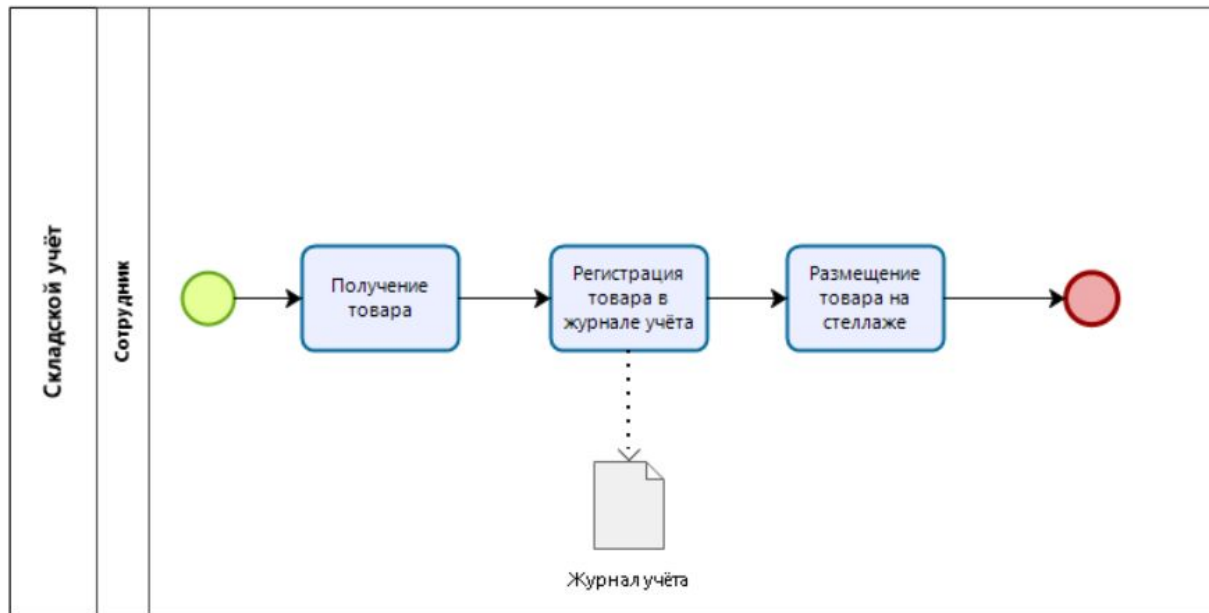 Складской учёт
Сотрудник
Получение
товара
Регистрация
товара в
журнале учёта
Размещение
товара на
стеллаже
Журнал учёта